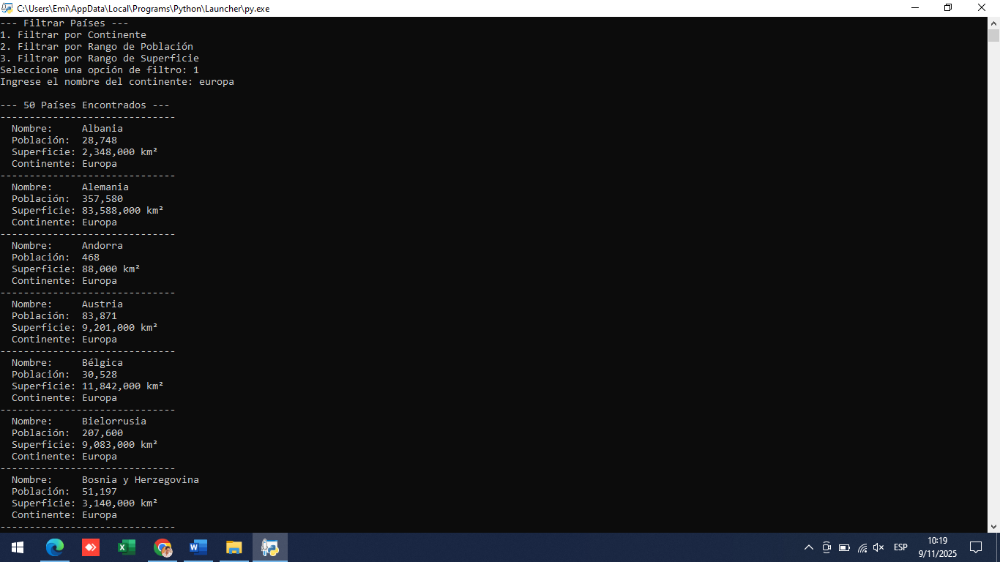 C:\Users\Emi\AppData\Local\Programs\Python\Launcher\py.exe
--- Filtrar Países ---
1. Filtrar por Continente
2. Filtrar por Rango de Población
3. Filtrar por Rango de Superficie
Seleccione una opción de filtro: 1
Ingrese el nombre del continente: europa
--- 50 Países Encontrados ---
------------------------------
Nombre: Albania
Población: 28,748
Superficie: 2,348,000 km²
Continente: Europa
------------------------------
Nombre: Alemania
Población: 357,580
Superficie: 83,588,000 km²
Continente: Europa
------------------------------
Nombre: Andorra
Población: 468
Superficie: 88,000 km²
Continente: Europa
------------------------------
Nombre: Austria
Población: 83,871
Superficie: 9,201,000 km²
Continente: Europa
------------------------------
Nombre: Bélgica
Población: 30,528
Superficie: 11,842,000 km²
Continente: Europa
------------------------------
Nombre: Bielorrusia
Población: 207,600
Superficie: 9,083,000 km²
Continente: Europa
------------------------------
Nombre: Bosnia y Herzegovina
Población: 51,197
Superficie: 3,140,000 km²
Continente: Europa
------------------------------
ESP
10:19
9/11/2025